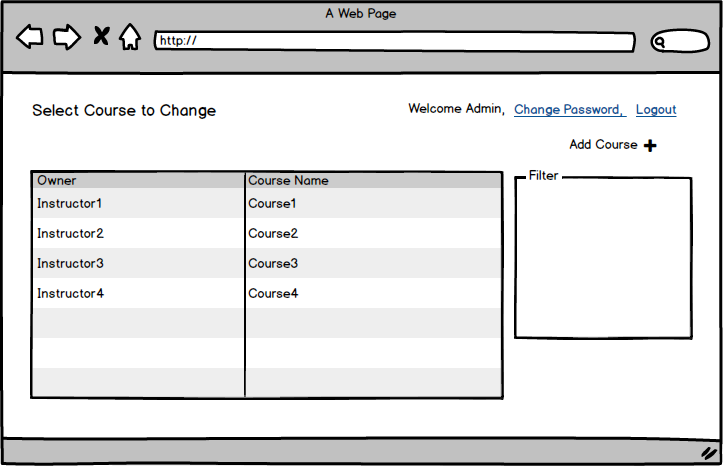 A Web Page
http://
Select Course to Change
Welcome Admin, Change Password, Logout
Add Course
Owner Course Name
Filter
Instructor1 Course1
Instructor2 Course2
Instructor3 Course3
Instructor4 Course4